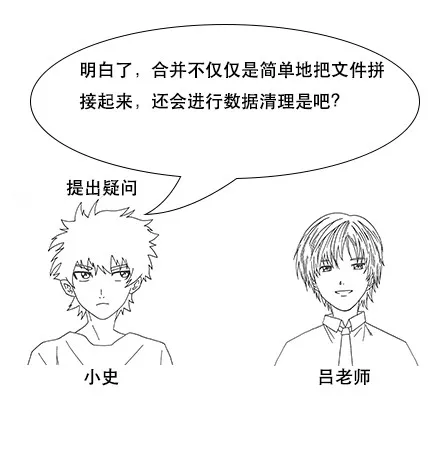 明白了，合并不仅仅是简单地把文件拼
接起来，还会进行数据清理是吧？
提出疑问
小史
吕老师